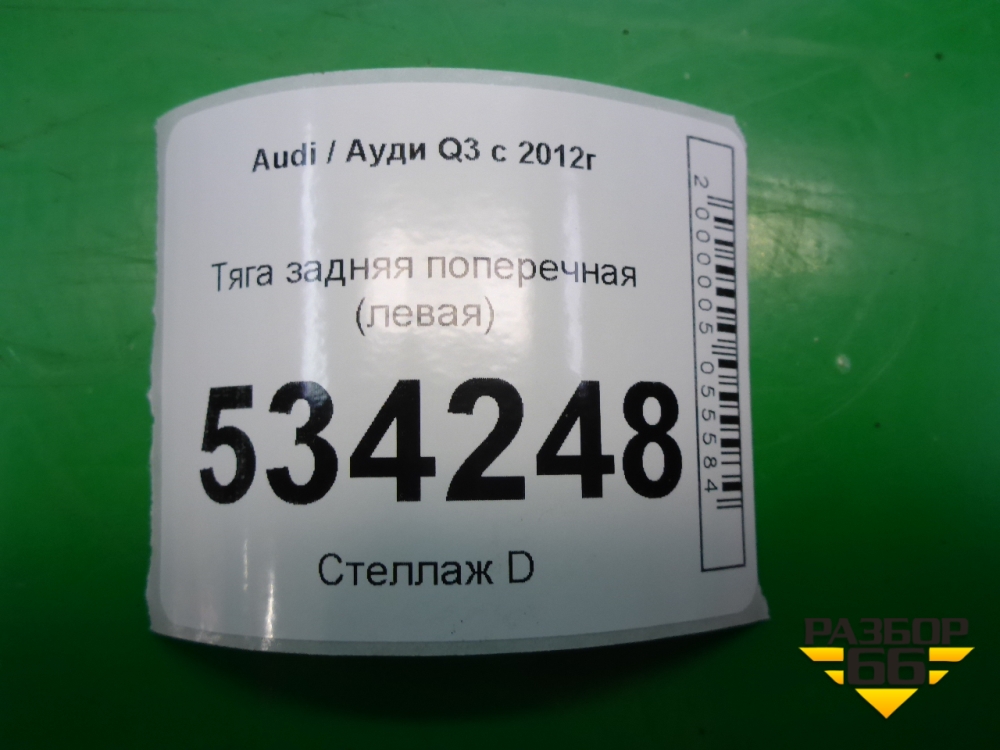 Audi / Ауди Q3 с 2012г
Тяга задняя поперечная
(левая)
534248
Стеллаж D
2000005055584
РАЗБОР
66